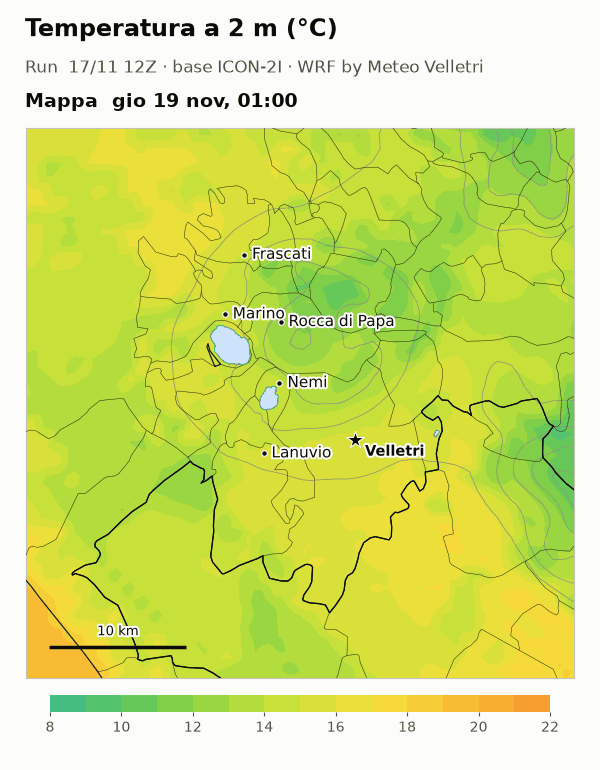 Temperatura a 2 m (°C)
Run  17/11 12Z · base ICON-2I · WRF by Meteo Velletri
Mappa  gio 19 nov, 01:00
Frascati
Marino
Rocca di Papa
Nemi
Velletri
Lanuvio
10 km
8 10 12 14 16 18 20 22